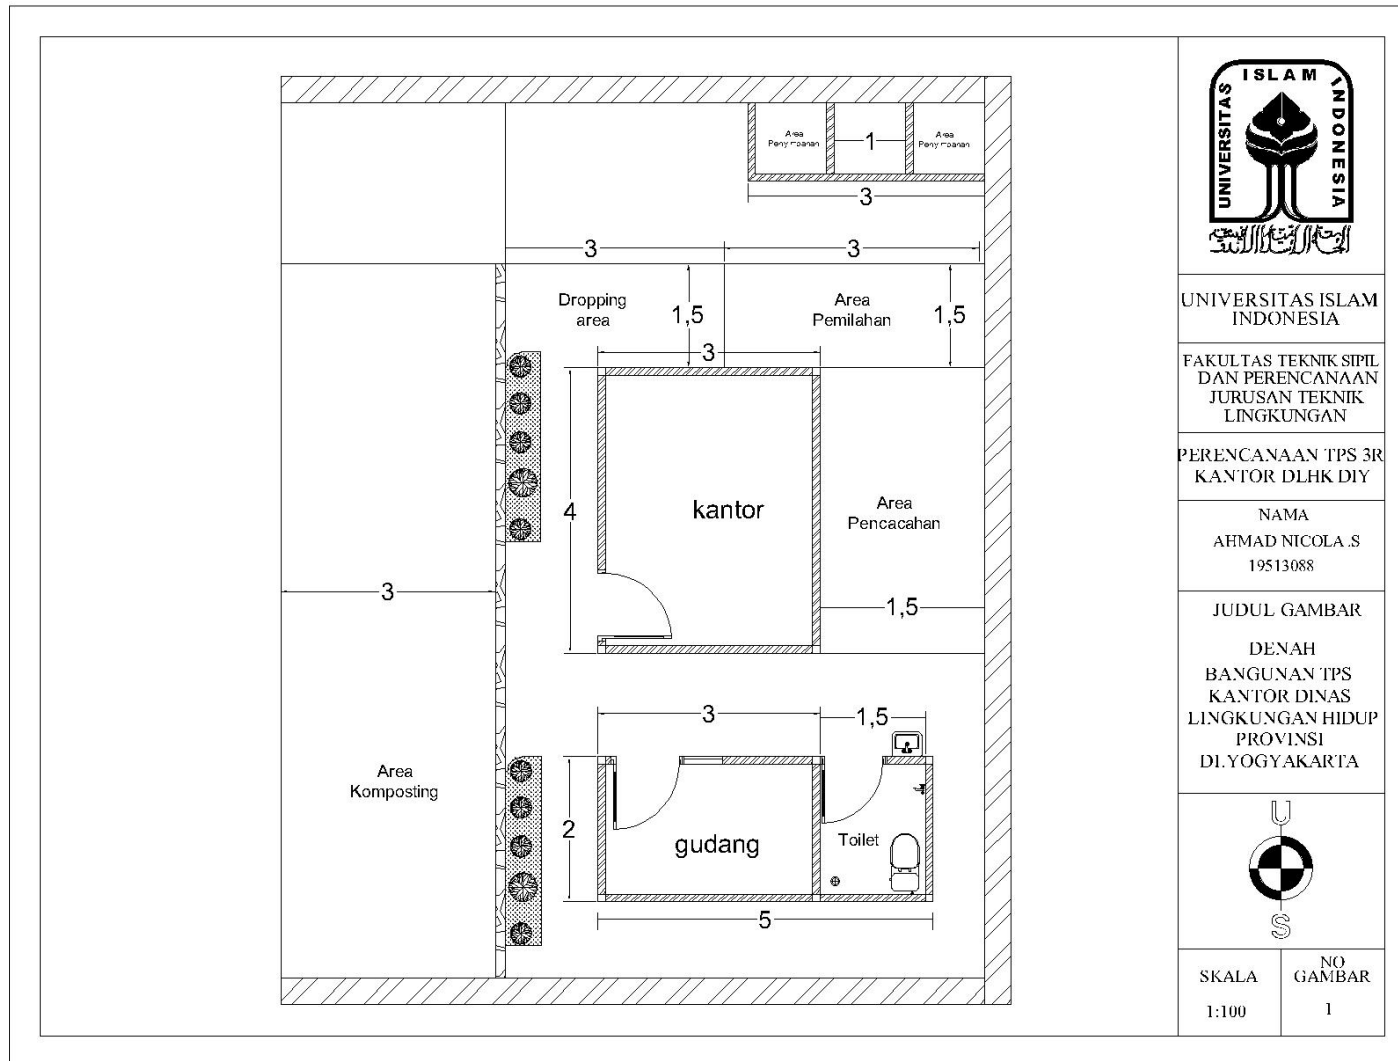 Area
Penyimpanan
1
Area
Penyimpanan
3
3
3
Dropping
area
1,5
Area
Pemilahan
1,5
3
4
kantor
Area
Pencacahan
3
1,5
3
1,5
Area
Komposting
2
gudang
Toilet
5
UNIVERSITAS ISLAM INDONESIA
UNIVERSITAS ISLAM
INDONESIA
FAKULTAS TEKNIK SIPIL
DAN PERENCANAAN
JURUSAN TEKNIK
LINGKUNGAN
PERENCANAAN TPS 3R
KANTOR DLHK DIY
NAMA
AHMAD NICOLA .S
19513088
JUDUL GAMBAR
DENAH
BANGUNAN TPS
KANTOR DINAS
LINGKUNGAN HIDUP
PROVINSI
DI.YOGYAKARTA
U
S
SKALA
1:100
NO
GAMBAR
1